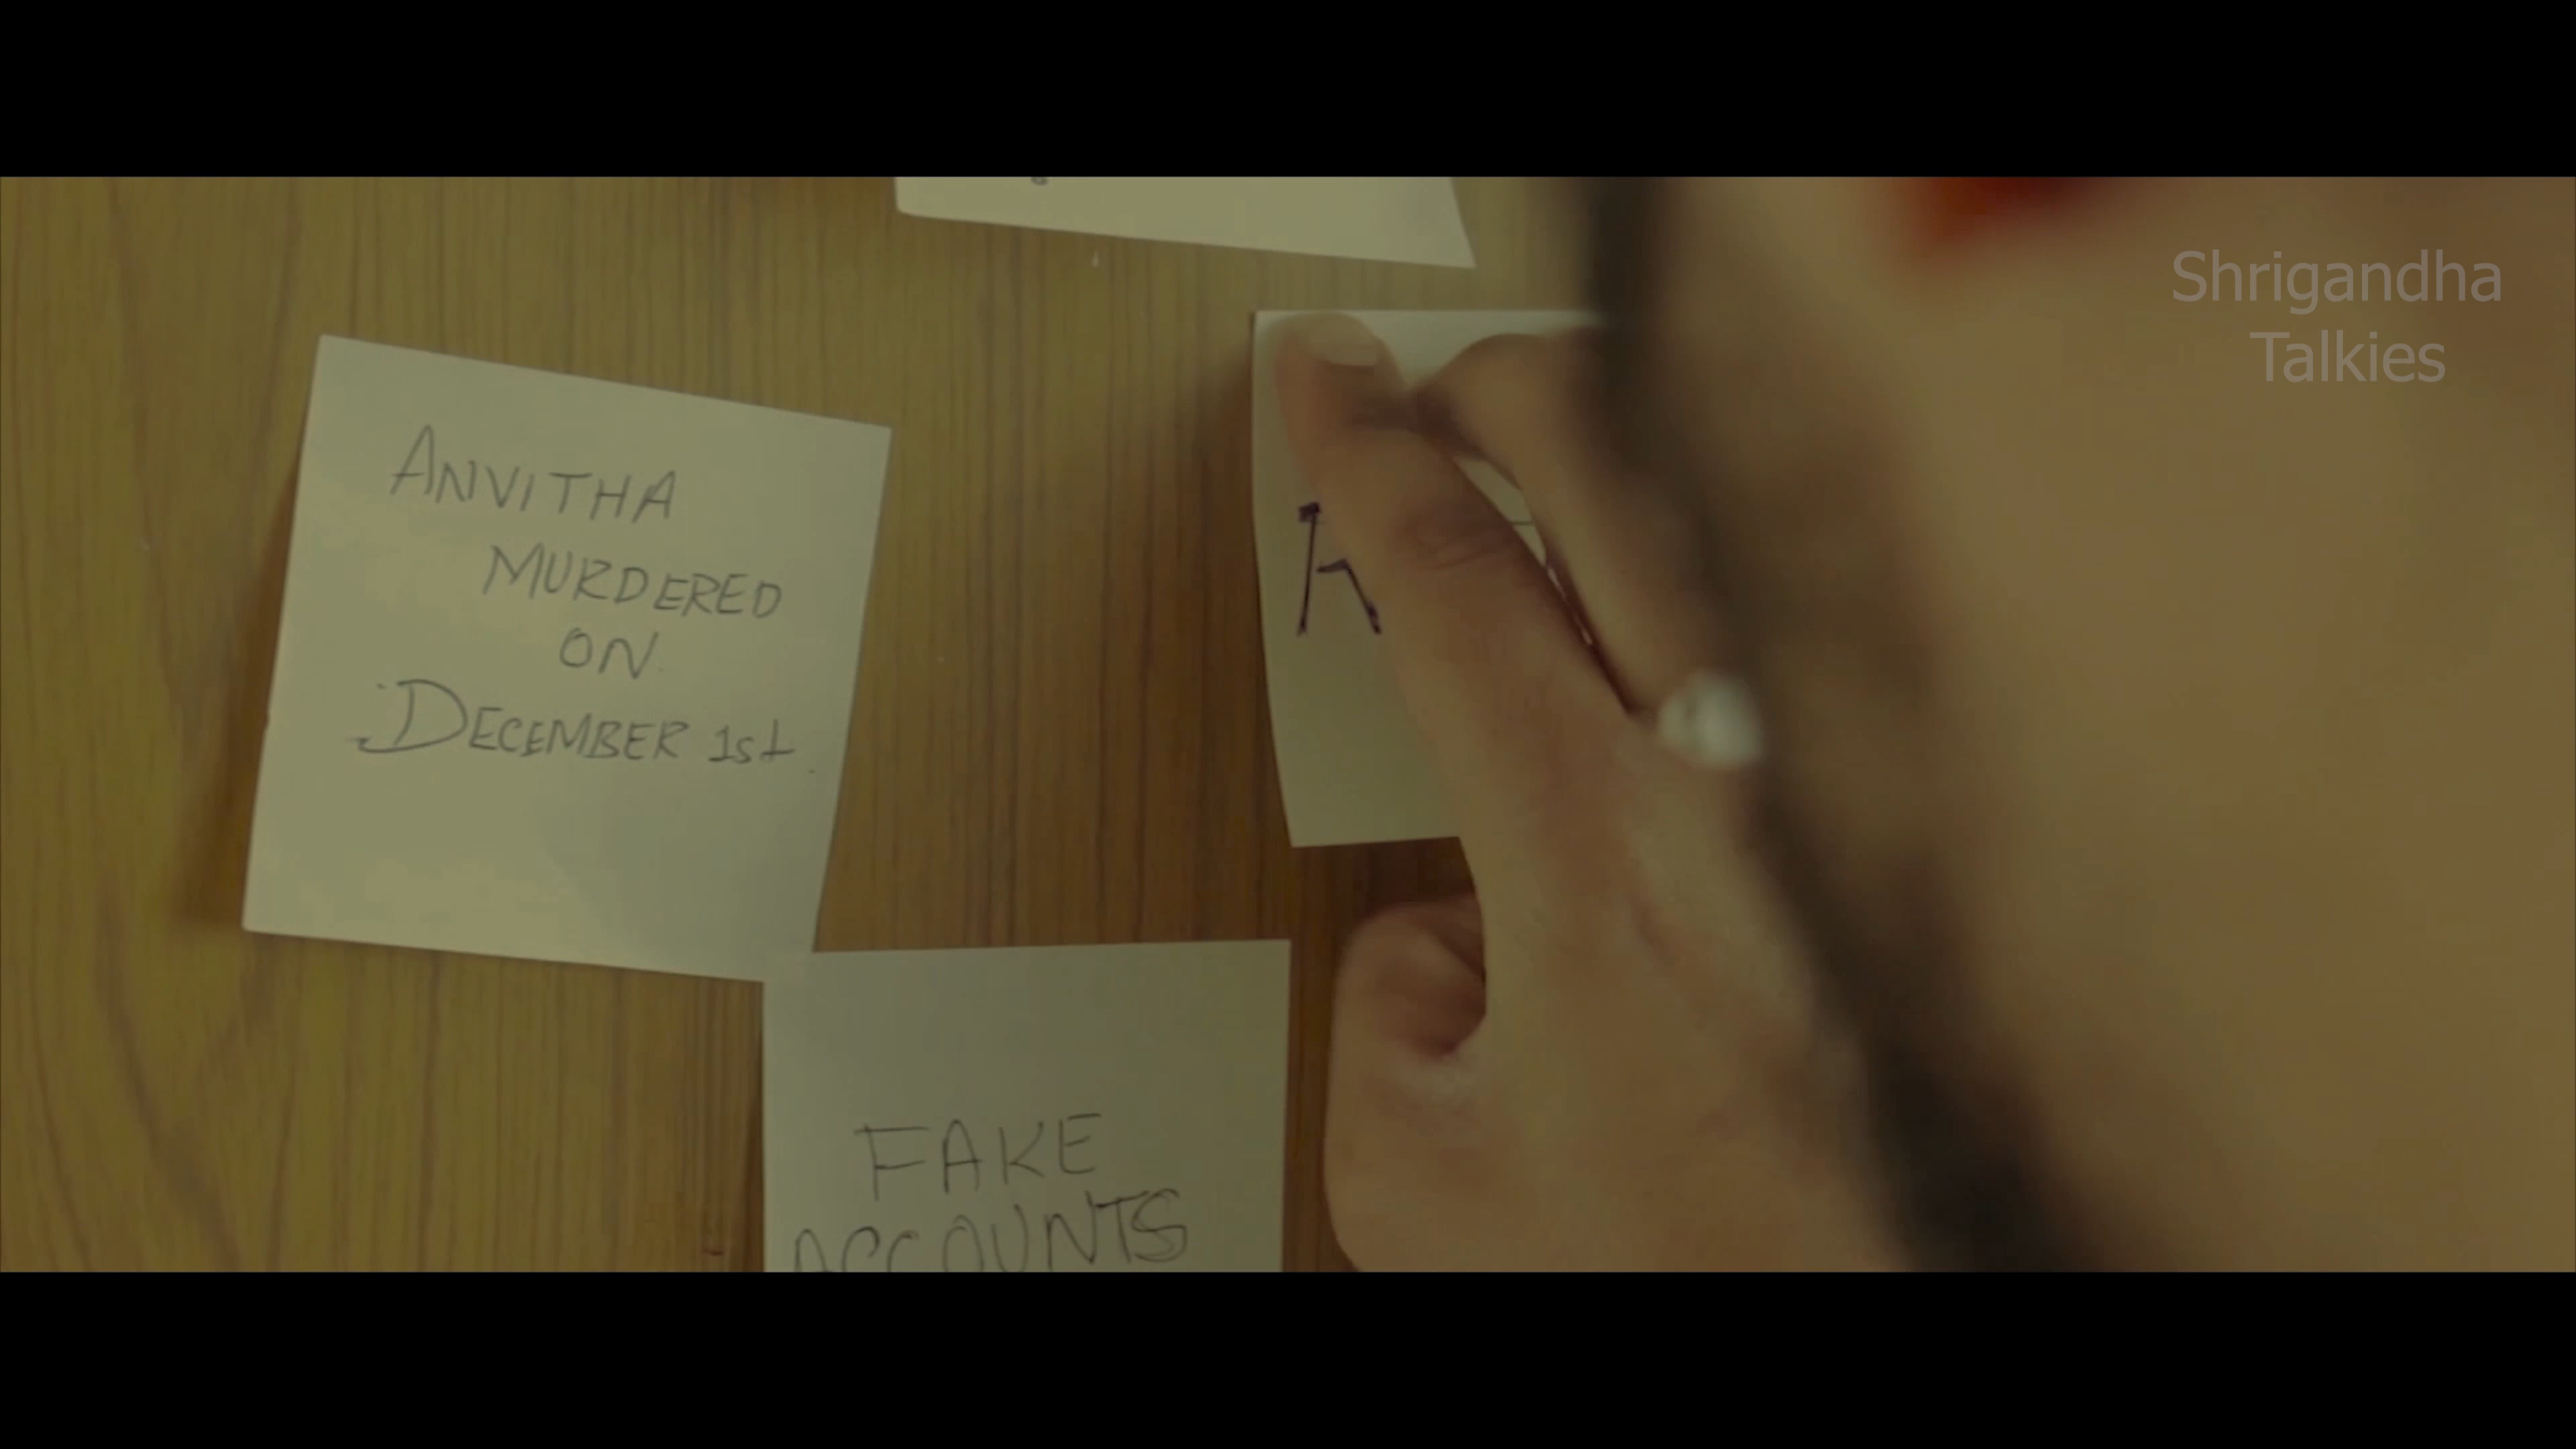 Shrigandha
Talkies
ANVITHA
MURDERED
ON
DECEMBER 1st.
FAKE
ACCOUNTS